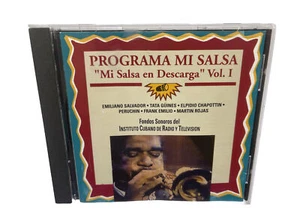 PROGRAMA MI SALSA
"Mi Salsa en Descarga" Vol. I
EMILIANO SALVADOR • TATA GÜINES • ELPIDIO CHAPOTTIN •
PERUCHIN • FRANK EMILIO • MARTIN ROJAS
Fondos Sonoros del
INSTITUTO CUBANO DE RADIO Y TELEVISION